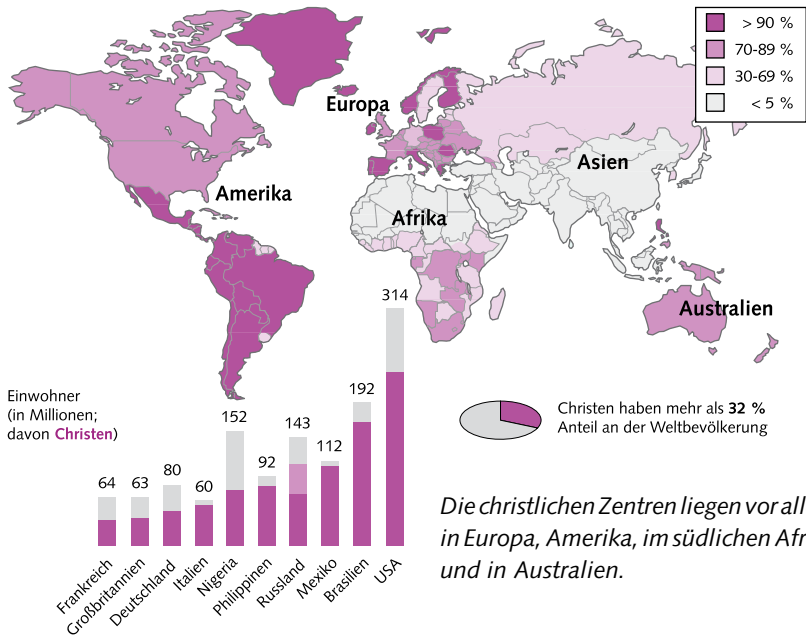 > 90 %
70-89 %
30-69 %
< 5 %
Europa
Asien
Amerika
Afrika
Australien
Einwohner
(in Millionen;
davon Christen)
64
63
80
60
152
92
143
112
192
314
Frankreich
Großbritannien
Deutschland
Italien
Nigeria
Philippinen
Russland
Mexiko
Brasilien
USA
Christen haben mehr als 32 %
Anteil an der Weltbevölkerung
Die christlichen Zentren liegen vor
in Europa, Amerika, im südlichen
und in Australien.